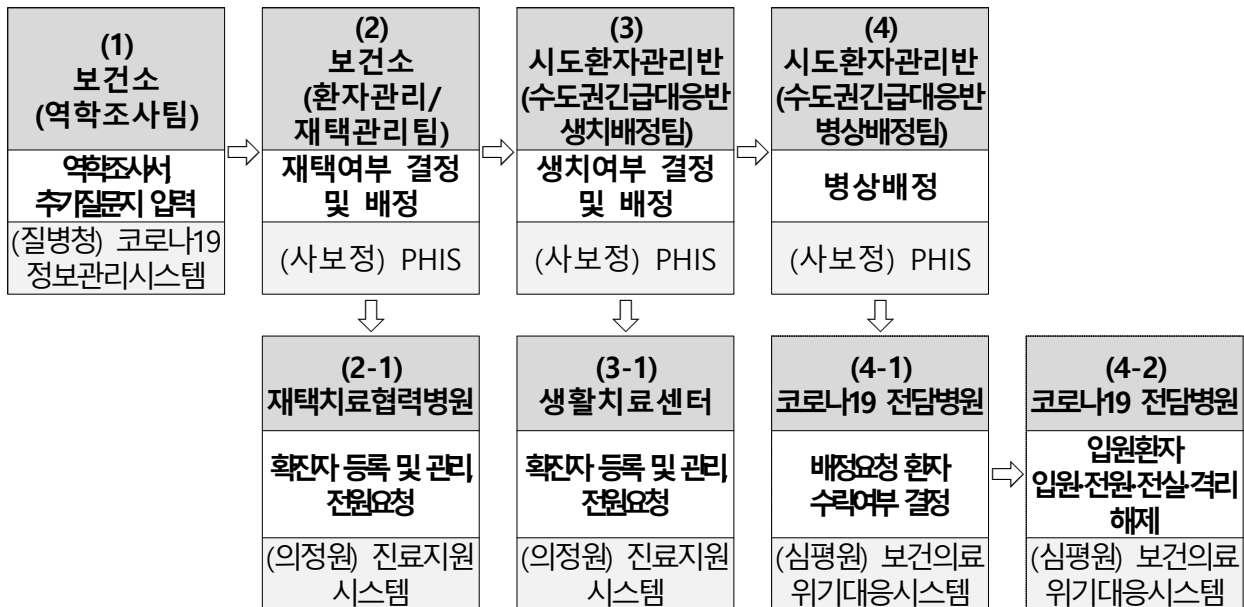 (1)
보건소
(역학조사팀)
역학조사서,
추가질문지 입력
(질병청) 코로나19
정보관리시스템
(2)
보건소
(환자관리/
재택관리팀)
재택여부 결정
및 배정
(사보정) PHIS
(3)
시도환자관리반
(수도권긴급대응반
생치배정팀)
생치여부 결정
및 배정
(사보정) PHIS
(4)
시도환자관리반
(수도권긴급대응반
병상배정팀)
병상배정
(사보정) PHIS
(2-1)
재택치료협력병원
확진자 등록 및 관리,
전원요청
(의정원) 진료지원
시스템
(3-1)
생활치료센터
확진자 등록 및 관리,
전원요청
(의정원) 진료지원
시스템
(4-1)
코로나19 전담병원
배정요청 환자
수락여부 결정
(심평원) 보건의료
위기대응시스템
(4-2)
코로나19 전담병원
입원환자
입원·전원·전실·격리
해제
(심평원) 보건의료
위기대응시스템